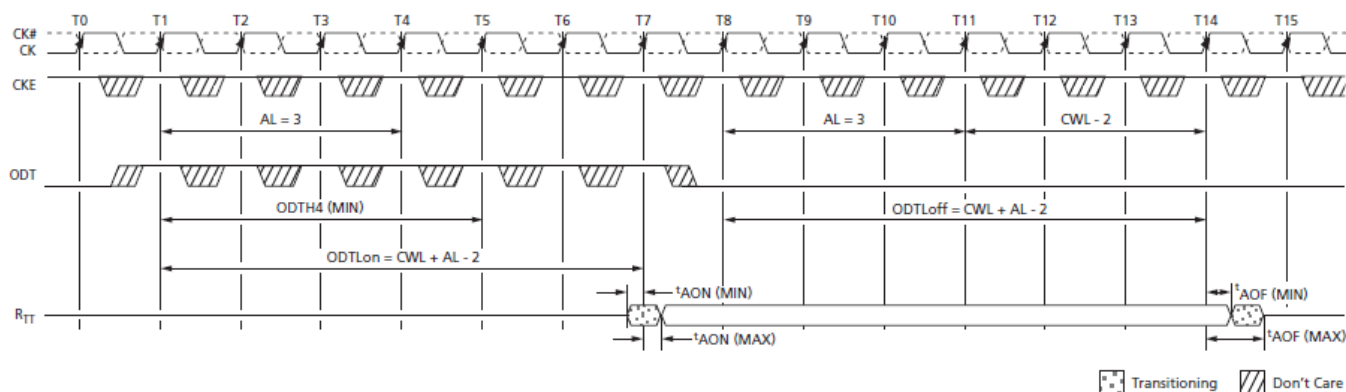 T0 T1 T2 T3 T4 T5 T6 T7 T8 T9 T10 T11 T12 T13 T14 T15
CK#
CK
CKE
AL = 3 AL = 3 CWL - 2
ODT
ODTH4 (MIN) ODTLoff = CWL + AL - 2
ODTLon = CWL + AL - 2
tAON (MIN) tAOF (MIN)
RTT
tAON (MAX) tAOF (MAX)
Transitioning Don't Care